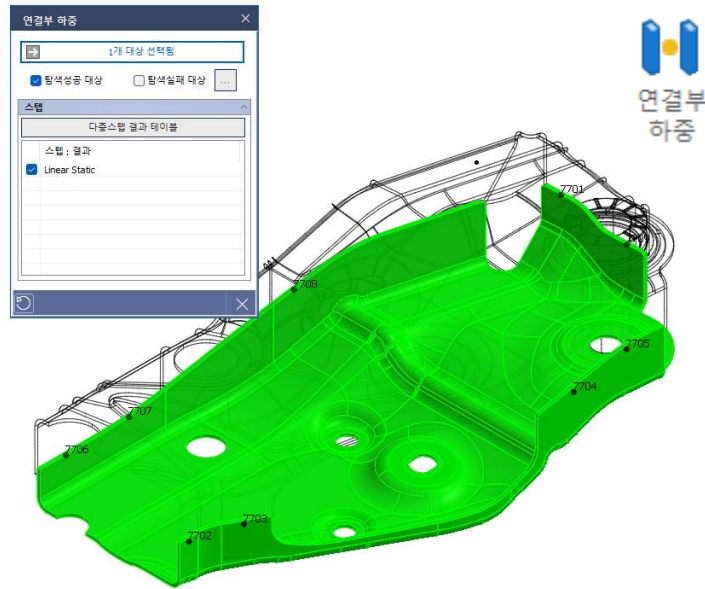 연결부 하중
1개 대상 선택됨
탐색성공 대상
탐색실패 대상
...
스텝
다중스텝 결과 테이블
스텝 ; 결과
Linear Static
연결부
하중
7701
7708
7705
7704
7707
7706
7703
7702